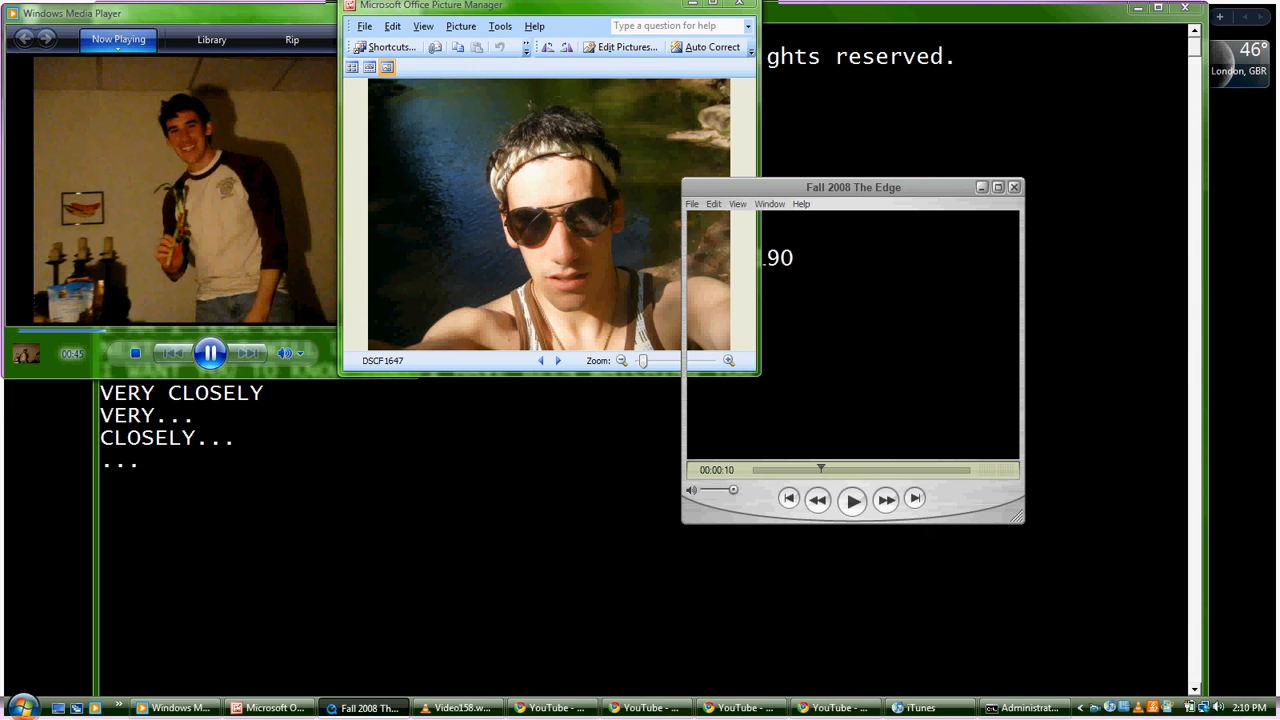 Windows Media Player
Now Playing
Library
Rip
00:45
Microsoft Office Picture Manager
File Edit View Picture Tools Help
Type a question for help
Shortcuts...
Edit Pictures...
Auto Correct
DSCF1647
Zoom:
ghts reserved.
46°
London, GBR
Fall 2008 The Edge
File Edit View Window Help
190
00:00:10
VERY CLOSELY
VERY...
CLOSELY...
...
Windows M...
Microsoft O...
Fall 2008 Th...
Video158.w...
YouTube - ...
YouTube - ...
YouTube - ...
YouTube - ...
iTunes
Administrat...
2:10 PM